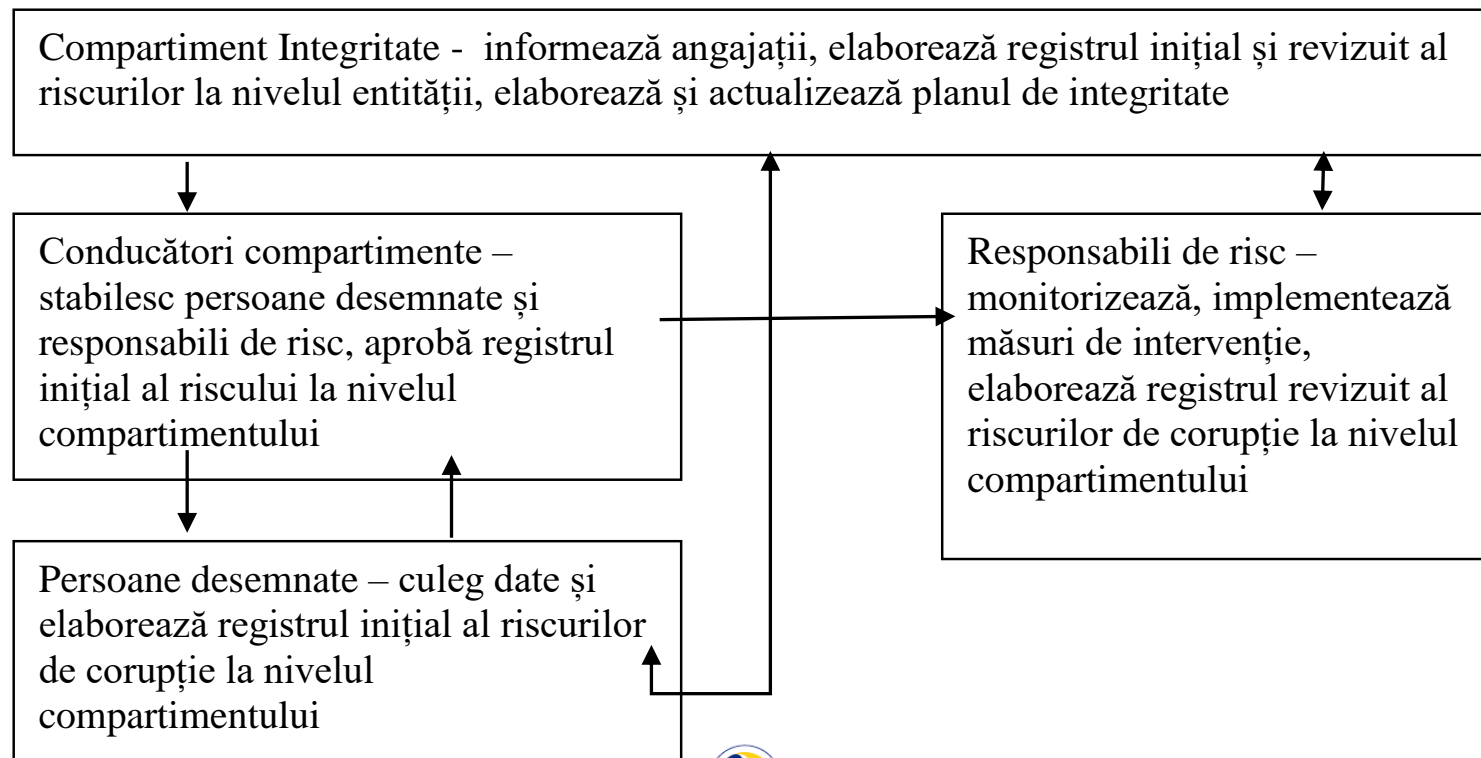 Compartiment Integritate - informează angajații, elaborează registrul inițial și revizuit al
riscurilor la nivelul entității, elaborează și actualizează planul de integritate
Conducători compartimente –
stabilesc persoane desemnate și
responsabili de risc, aprobă registrul
inițial al riscului la nivelul
compartimentului
Responsabili de risc –
monitorizează, implementează
măsuri de intervenție,
elaborează registrul revizuit al
riscurilor de corupție la nivelul
compartimentului
Persoane desemnate – culeg date și
elaborează registrul inițial al riscurilor
de corupție la nivelul
compartimentului